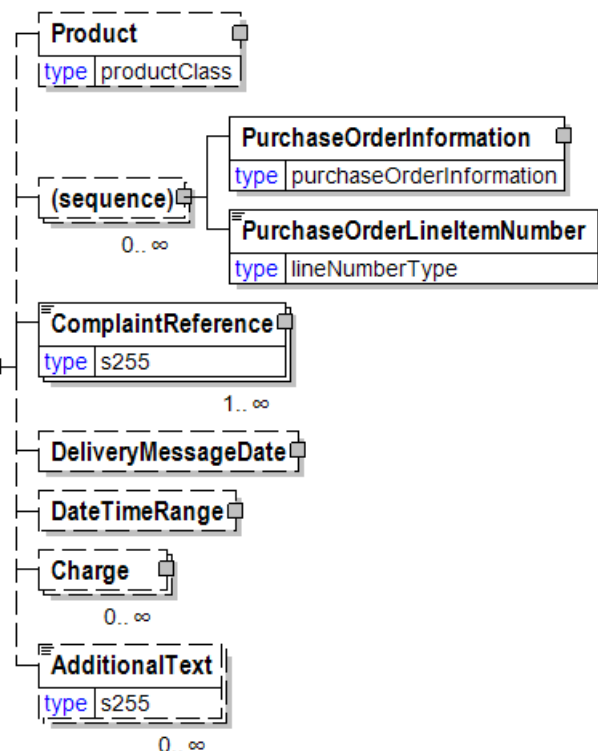 Product
type productClass
PurchaseOrderInformation
type purchaseOrderInformation
(sequence)
0.. ∞
PurchaseOrderLineItemNumber
type lineNumberType
ComplaintReference
type s255
1.. ∞
DeliveryMessageDate
DateTimeRange
Charge
0.. ∞
AdditionalText
type s255
0.. ∞